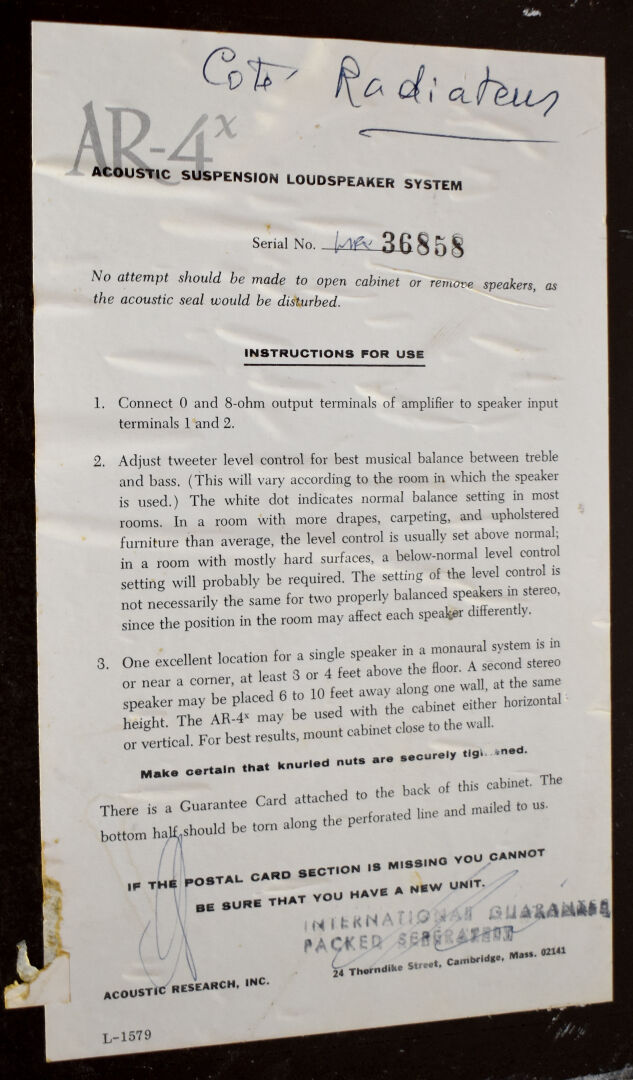 Coté Radiateur
AR-4x
ACOUSTIC SUSPENSION LOUDSPEAKER SYSTEM
Serial No. 36858
No attempt should be made to open cabinet or remove speakers, as
the acoustic seal would be disturbed.
INSTRUCTIONS FOR USE
1. Connect 0 and 8-ohm output terminals of amplifier to speaker input
terminals 1 and 2.
2. Adjust tweeter level control for best musical balance between treble
and bass. (This will vary according to the room in which the speaker
is used.) The white dot indicates normal balance setting in most
rooms. In a room with more drapes, carpeting, and upholstered
furniture than average, the level control is usually set above normal;
in a room with mostly hard surfaces, a below-normal level control
setting will probably be required. The setting of the level control is
not necessarily the same for two properly balanced speakers in stereo,
since the position in the room may affect each speaker differently.
3. One excellent location for a single speaker in a monaural system is in
or near a corner, at least 3 or 4 feet above the floor. A second stereo
speaker may be placed 6 to 10 feet away along one wall, at the same
height. The AR-4x may be used with the cabinet either horizontal
or vertical. For best results, mount cabinet close to the wall.
Make certain that knurled nuts are securely tightened.
There is a Guarantee Card attached to the back of this cabinet. The
bottom half should be torn along the perforated line and mailed to us.
IF THE POSTAL CARD SECTION IS MISSING YOU CANNOT
BE SURE THAT YOU HAVE A NEW UNIT.
INTERNATIONAL GUARANTEE
PACKED
ACOUSTIC RESEARCH, INC.
24 Thorndike Street, Cambridge, Mass. 02141
L-1579